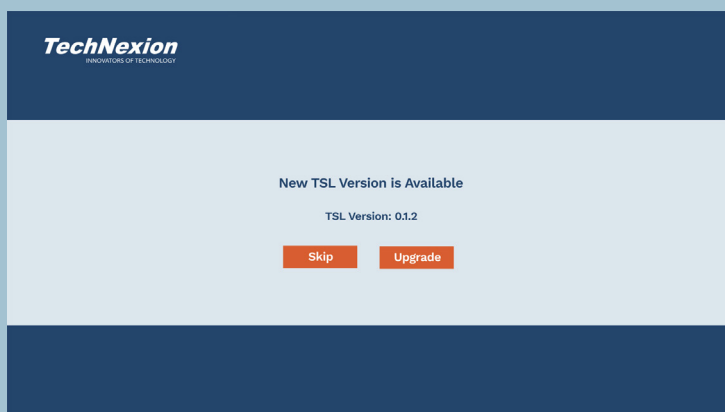 TechNexion
INNOVATORS OF TECHNOLOGY
New TSL Version is Available
TSL Version: 0.1.2
Skip
Upgrade